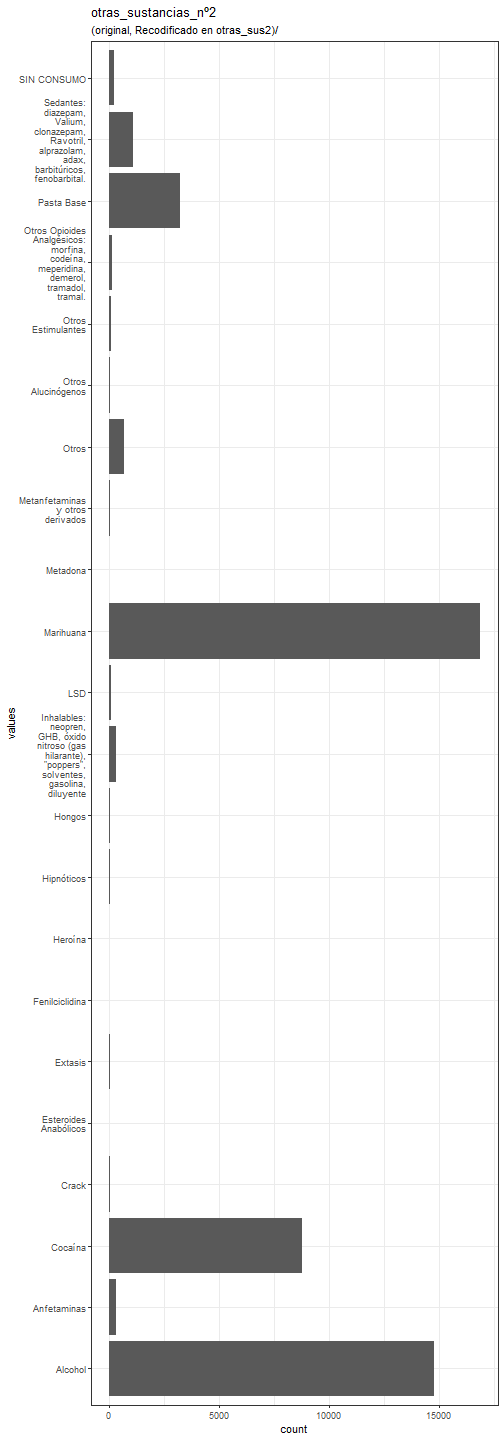 otras_sustancias_nº2
(original, Recodificado en otras_sus2)/
SIN CONSUMO
Sedantes:
diazepam,
Valium,
clonazepam,
Ravotril,
alprazolam,
adax,
barbitúricos,
fenobarbital.
Pasta Base
Otros Opioides
Analgésicos:
morfina,
codeína,
meperidina,
demerol,
tramadol,
tramal.
Otros
Estimulantes
Otros
Alucinógenos
Otros
Metanfetaminas
y otros
derivados
Metadona
Marihuana
LSD
Inhalables:
neopren,
GHB, óxido
nitroso (gas
hilarante),
"poppers",
solventes,
gasolina,
diluyente
Hongos
Hipnóticos
Heroína
Fenilciclidina
Extasis
Esteroides
Anabólicos
Crack
Cocaína
Anfetaminas
Alcohol
values
0 5000 10000 15000
count